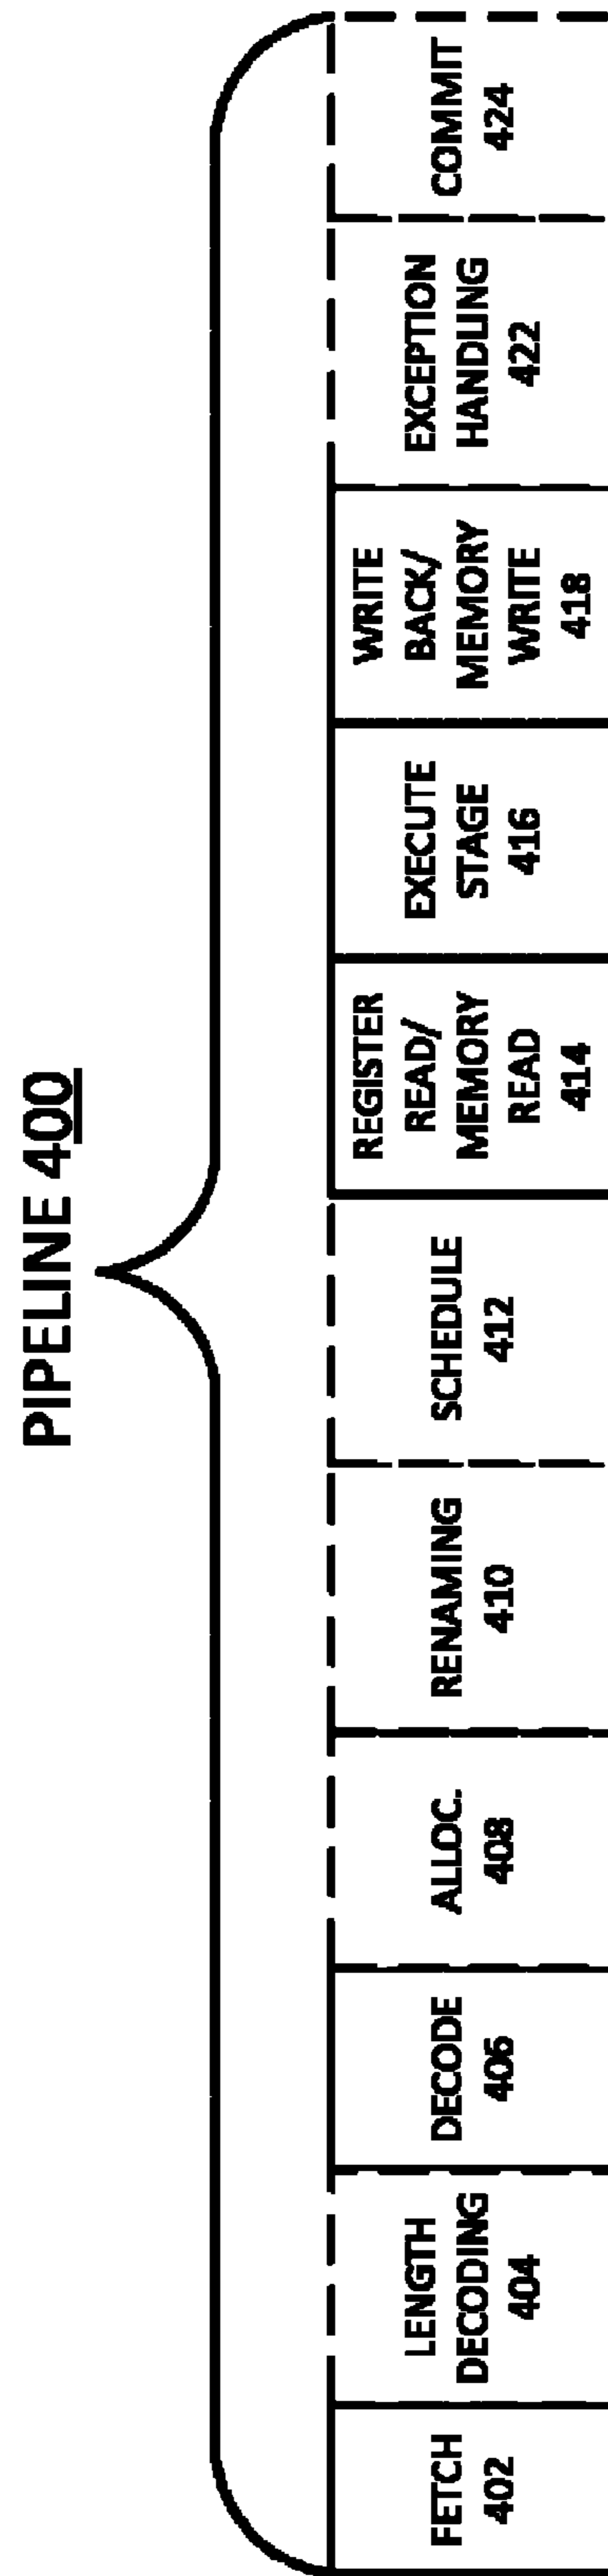 PIPELINE 400
FETCH
402
LENGTH
DECODING
404
DECODE
406
ALLOC.
408
RENAMING
410
SCHEDULE
412
REGISTER
READ/
MEMORY
READ
414
EXECUTE
STAGE
416
WRITE
BACK/
MEMORY
WRITE
418
EXCEPTION
HANDLING
422
COMMIT
424